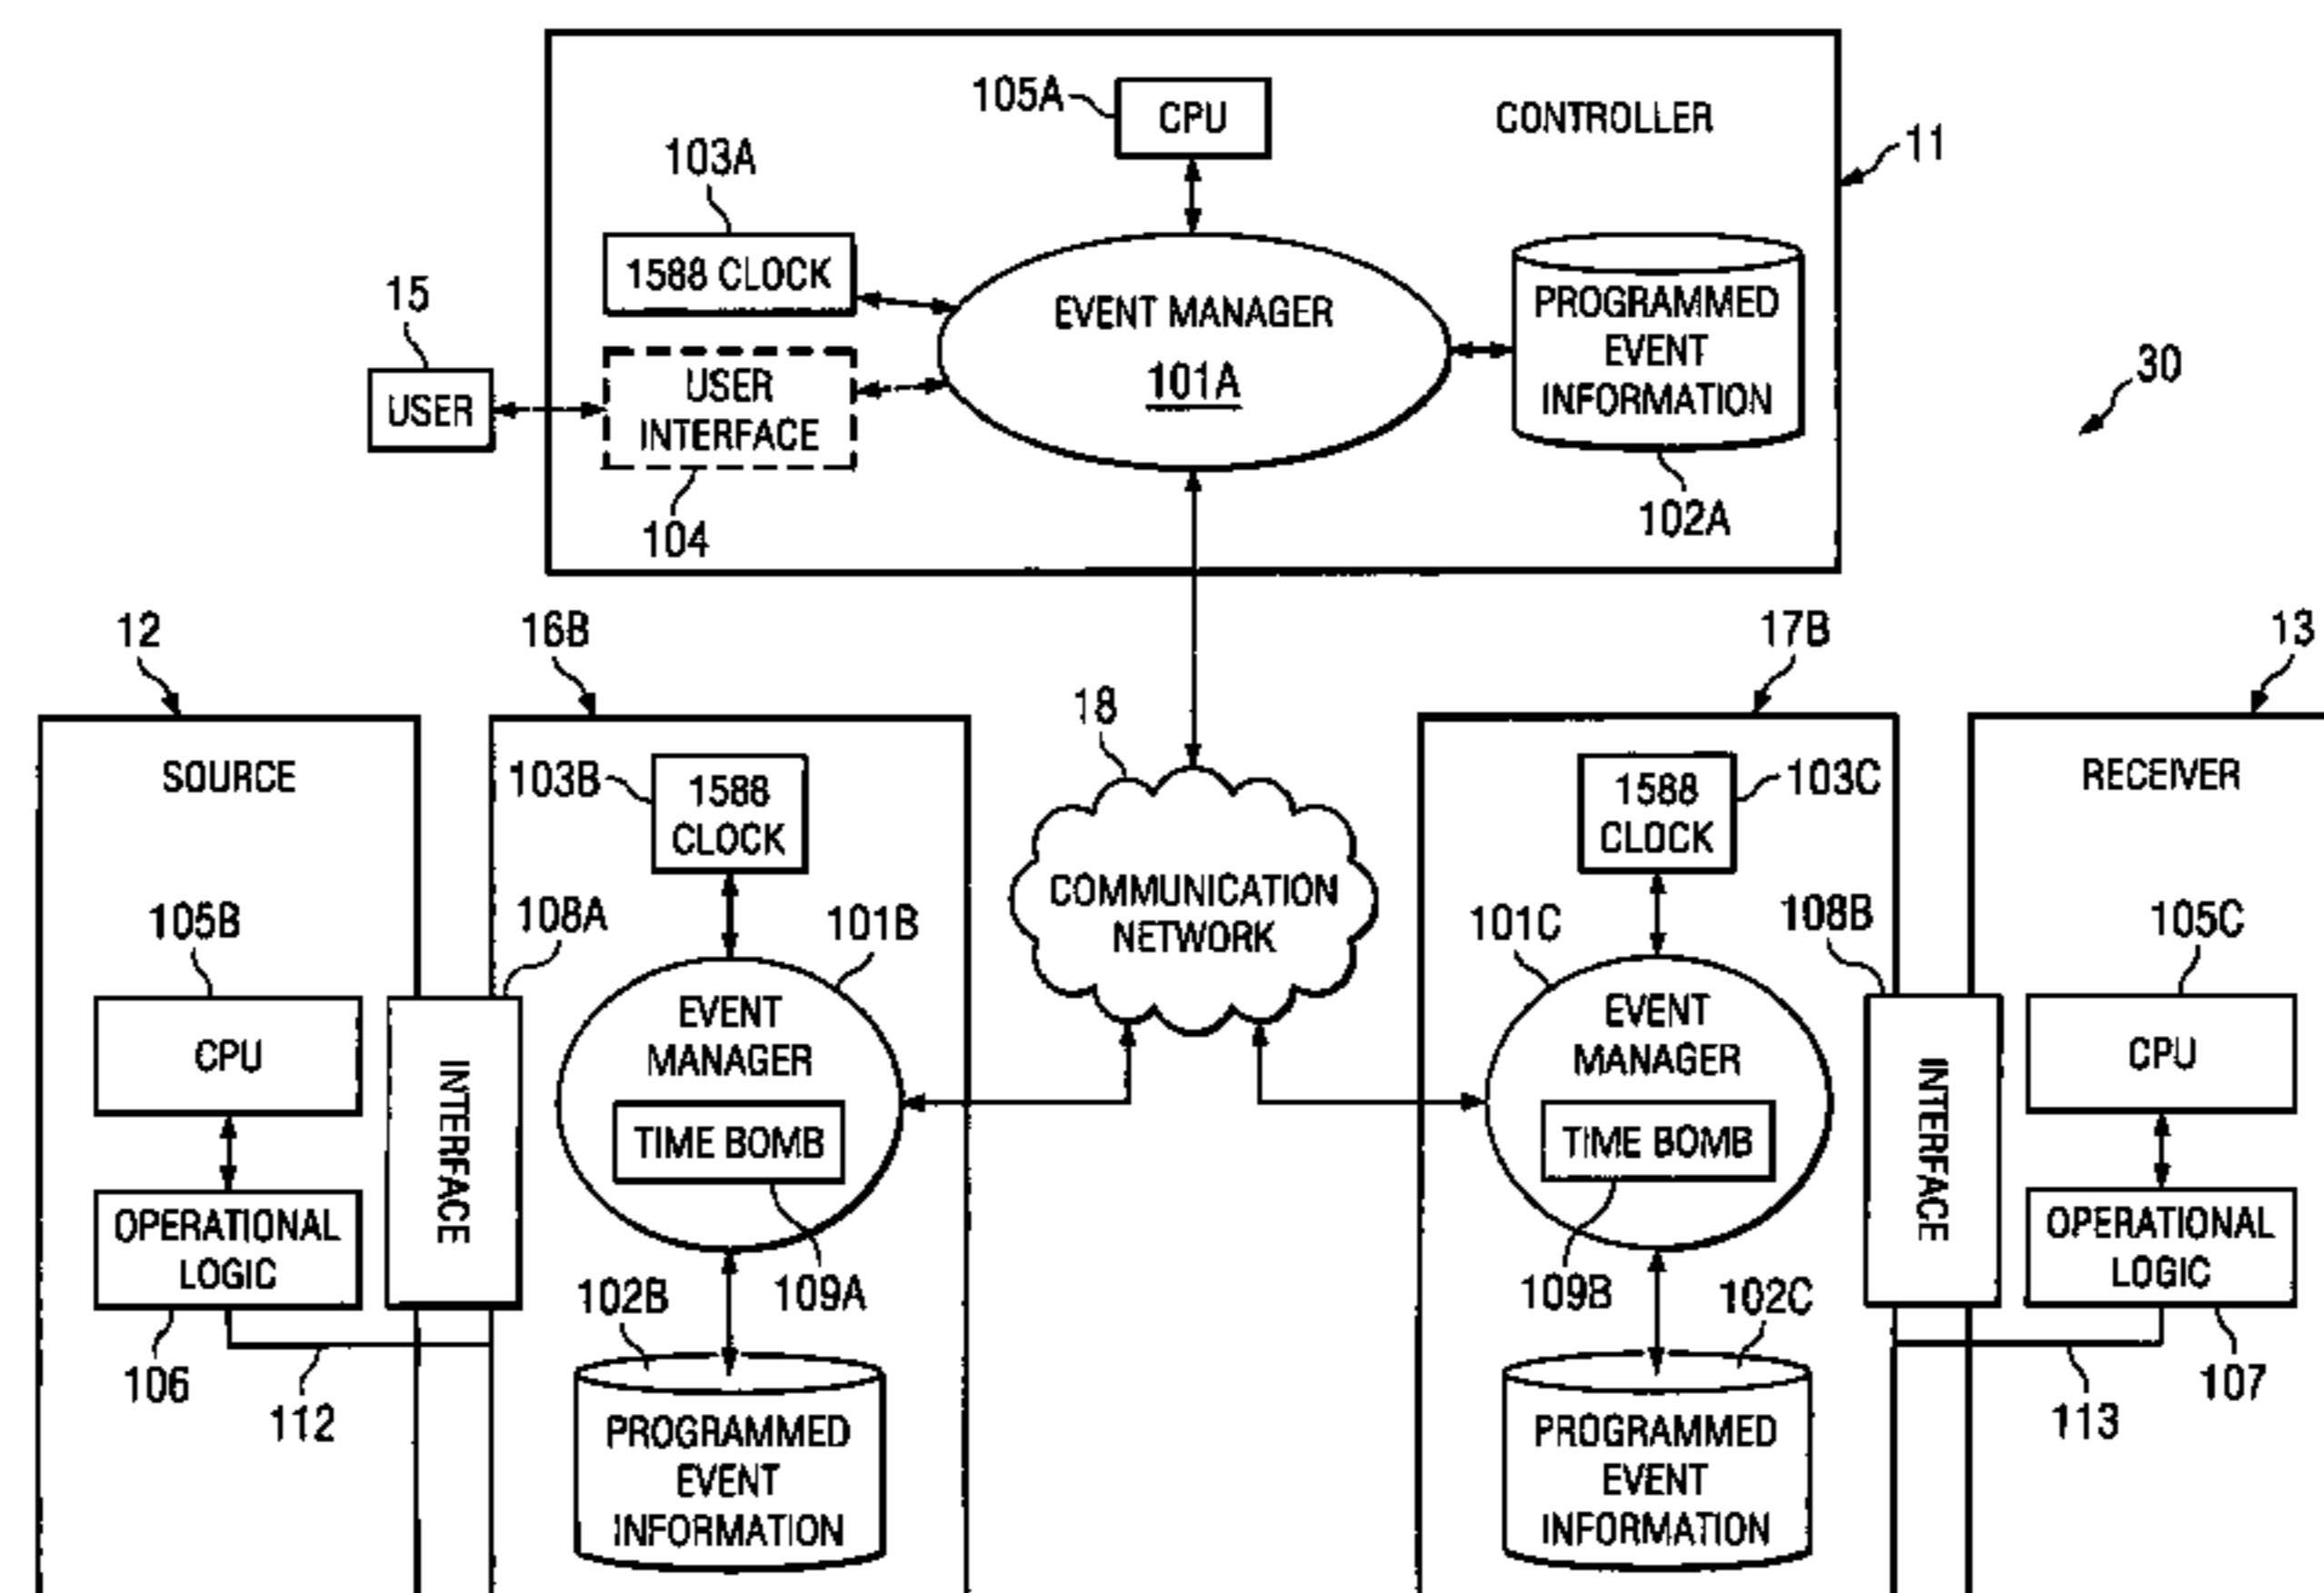 105A
CPU
CONTROLLER
11
103A
1588 CLOCK
15
USER
USER
INTERFACE
104
EVENT MANAGER
101A
PROGRAMMED
EVENT
INFORMATION
102A
30
12
16B
17B
13
SOURCE
103B
1588
CLOCK
18
COMMUNICATION
NETWORK
1588
CLOCK
103C
RECEIVER
105B
108A
101B
101C
108B
105C
CPU
INTERFACE
EVENT
MANAGER
TIME BOMB
EVENT
MANAGER
TIME BOMB
INTERFACE
CPU
OPERATIONAL
LOGIC
OPERATIONAL
LOGIC
106
112
102B
109A
109B
102C
113
107
PROGRAMMED
EVENT
INFORMATION
PROGRAMMED
EVENT
INFORMATION